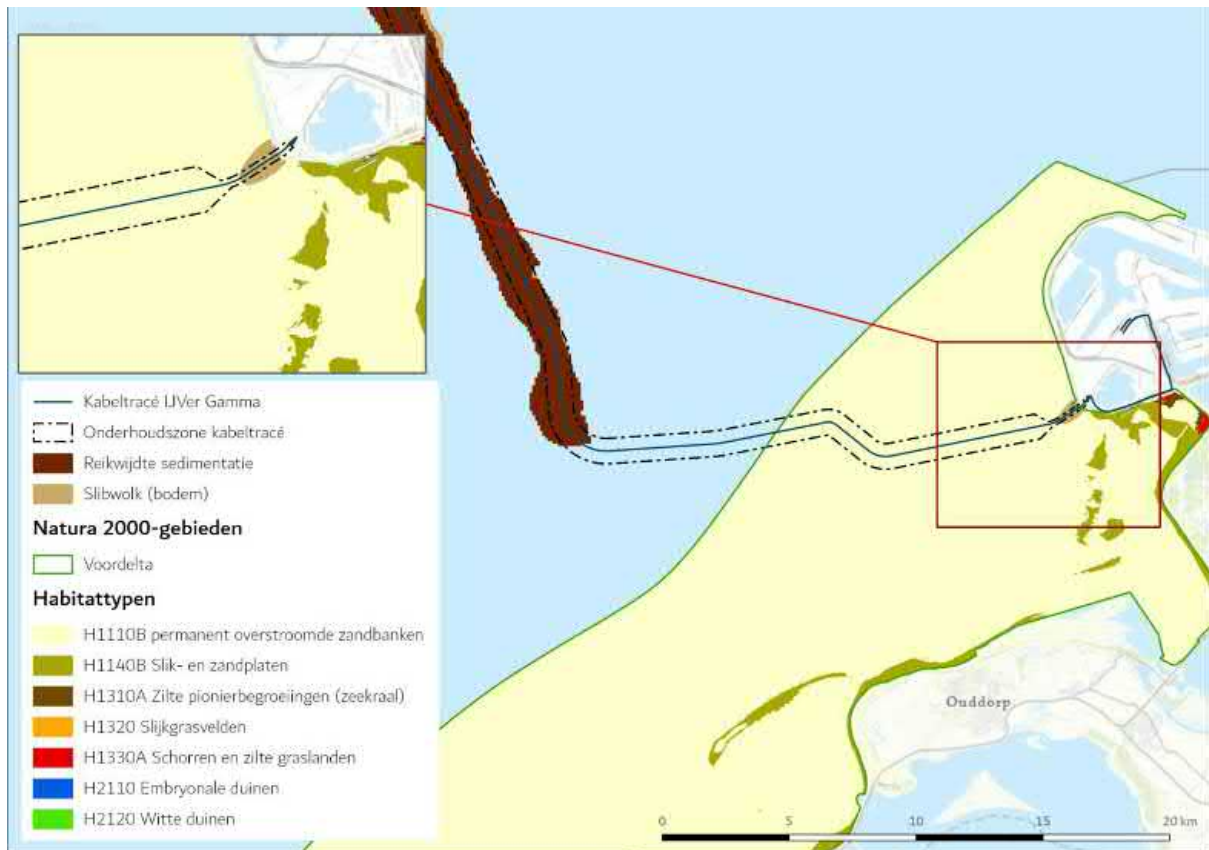 Kabeltracé IJVer Gamma
Onderhoudszone kabeltracé
Reikwijdte sedimentatie
Slibwolk (bodem)
Natura 2000-gebieden
Voordelta
Habitattypen
H1110B permanent overstroomde zandbanken
H1140B Slik- en zandplaten
H1310A Zilte pionierbegroeiingen (zeekraal)
H1320 Slijkgrasvelden
H1330A Schorren en zilte graslanden
H2110 Embryonale duinen
H2120 Witte duinen
Ouddorp
0 5 10 15 20 km